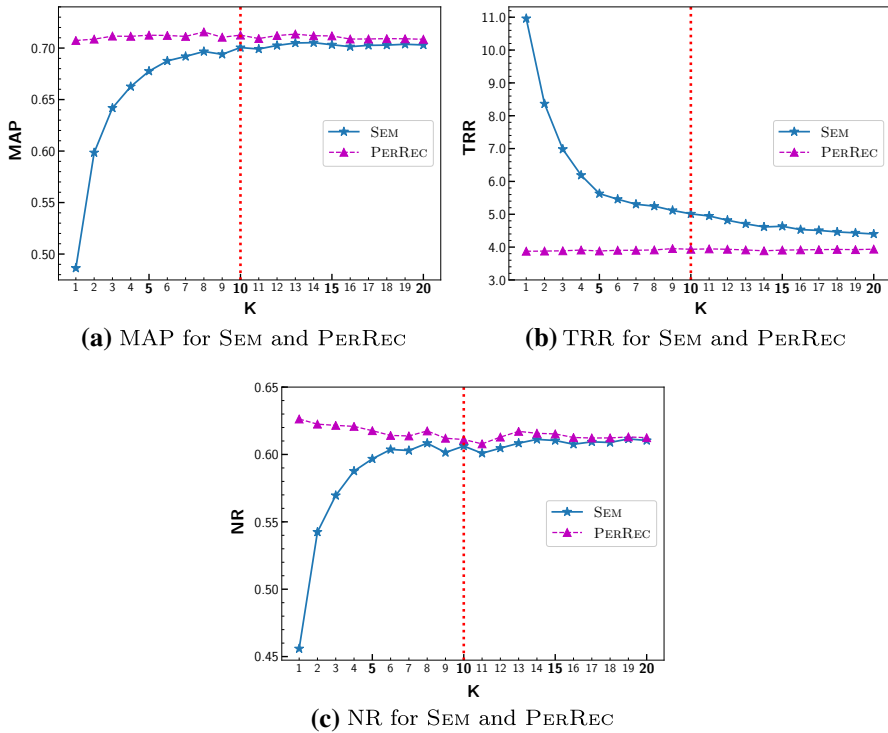 0.70
0.65
0.60
0.55
0.50
MAP
SEM
PERREC
1 2 3 4 5 6 7 8 9 10 11 12 13 14 15 16 17 18 19 20
K
(a) MAP for SEM and PERREC
11.0
10.0
9.0
8.0
7.0
6.0
5.0
4.0
3.0
TRR
SEM
PERREC
1 2 3 4 5 6 7 8 9 10 11 12 13 14 15 16 17 18 19 20
K
(b) TRR for SEM and PERREC
0.65
0.60
0.55
0.50
0.45
NR
SEM
PERREC
1 2 3 4 5 6 7 8 9 10 11 12 13 14 15 16 17 18 19 20
K
(c) NR for SEM and PERREC